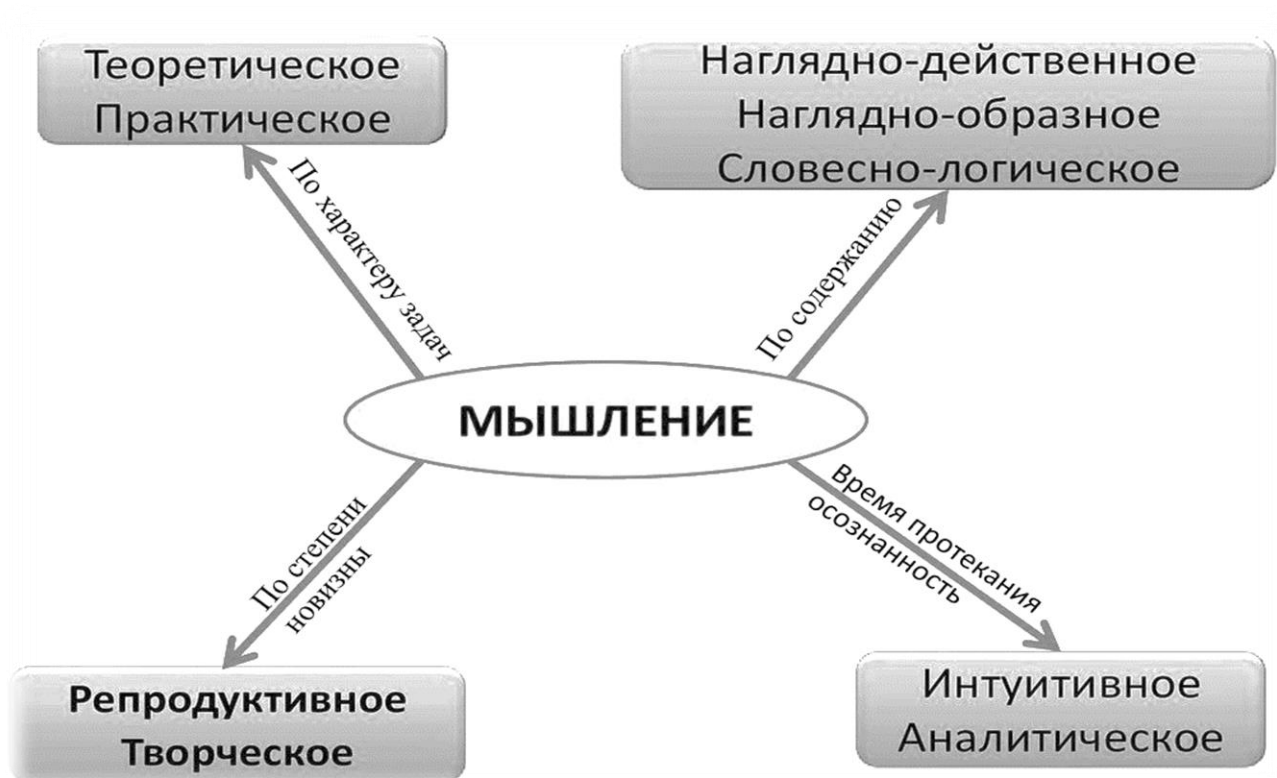 Теоретическое
Практическое
Наглядно-действенное
Наглядно-образное
Словесно-логическое
По характеру задач
По содержанию
МЫШЛЕНИЕ
По степени
новизны
Время протекания
осознанность
Репродуктивное
Творческое
Интуитивное
Аналитическое